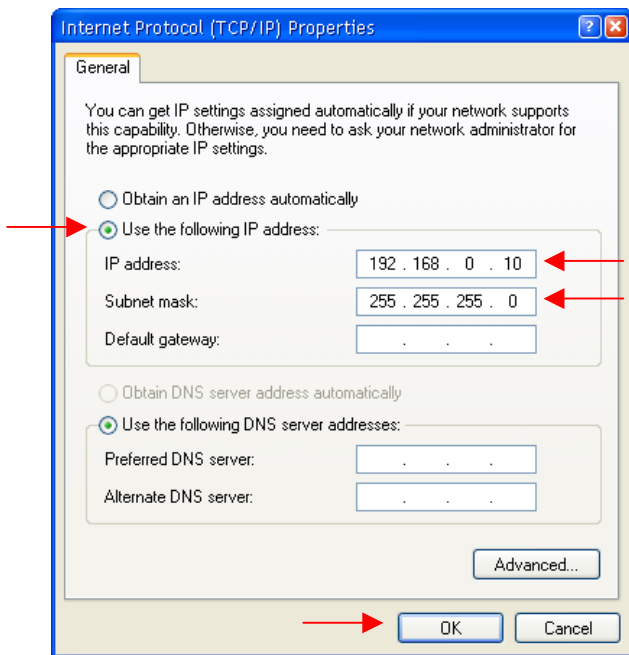 Internet Protocol (TCP/IP) Properties
General
You can get IP settings assigned automatically if your network supports
this capability. Otherwise, you need to ask your network administrator for
the appropriate IP settings.
Obtain an IP address automatically
Use the following IP address:
IP address: 192 . 168 . 0 . 10
Subnet mask: 255 . 255 . 255 . 0
Default gateway: . . .
Obtain DNS server address automatically
Use the following DNS server addresses:
Preferred DNS server: . . .
Alternate DNS server: . . .
Advanced...
OK Cancel